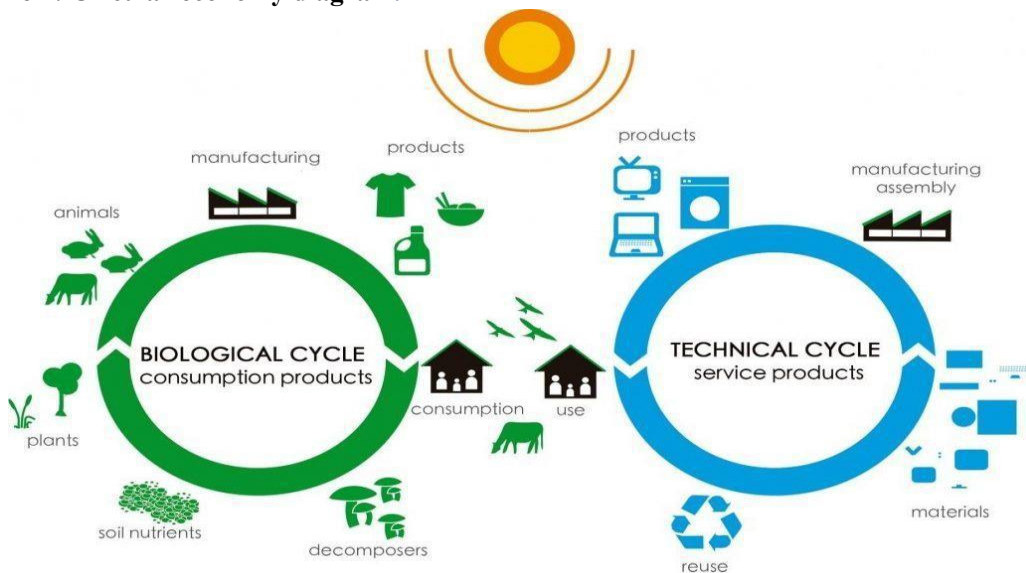 products
products
manufacturing
manufacturing
assembly
animals
BIOLOGICAL CYCLE
consumption products
TECHNICAL CYCLE
service products
consumption
use
plants
soil nutrients
decomposers
materials
reuse